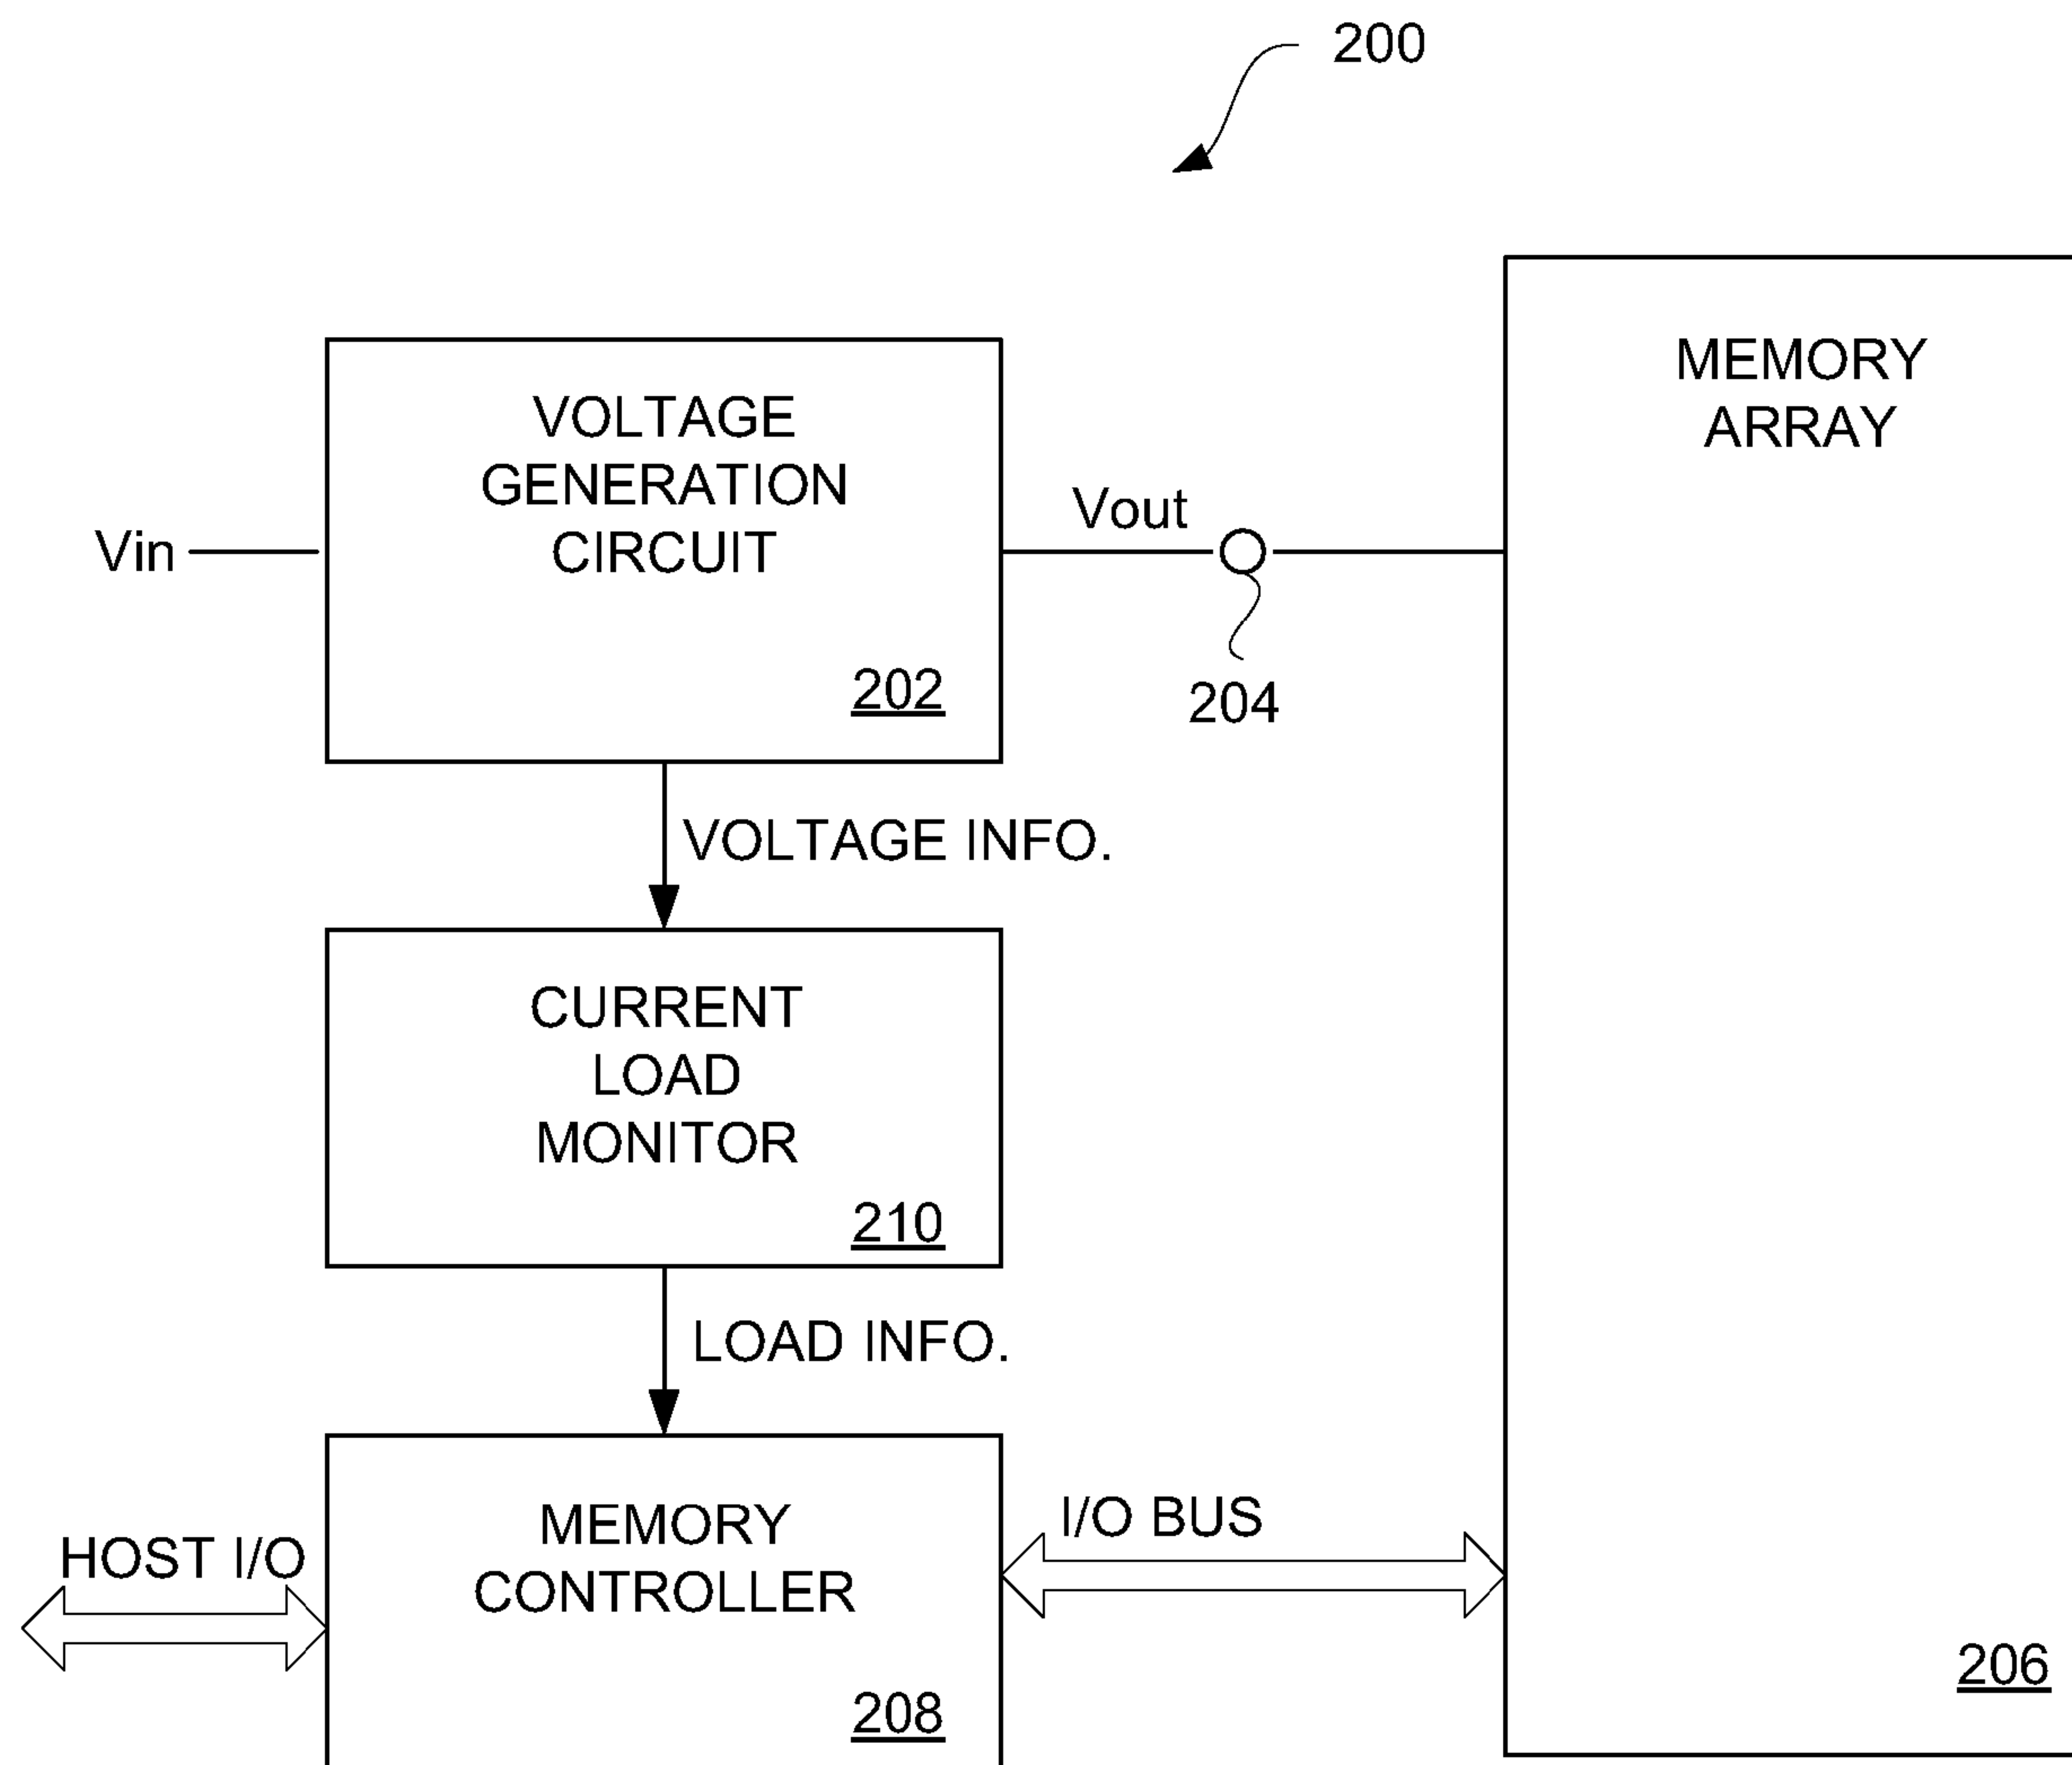 200
VOLTAGE
GENERATION
CIRCUIT
202
Vin
Vout
204
MEMORY
ARRAY
206
VOLTAGE INFO.
CURRENT
LOAD
MONITOR
210
LOAD INFO.
MEMORY
CONTROLLER
208
HOST I/O
I/O BUS